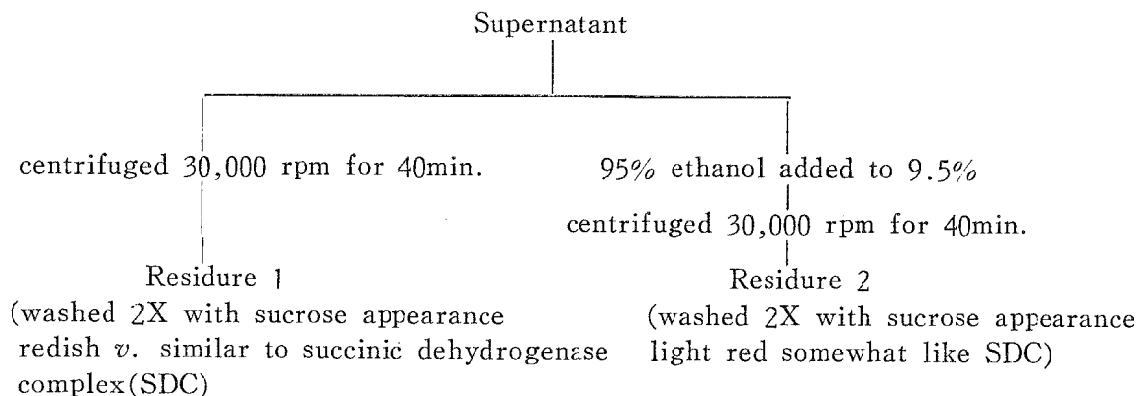 Supernatant
centrifuged 30,000 rpm for 40min.
95% ethanol added to 9.5%
centrifuged 30,000 rpm for 40min.
Residure 1
(washed 2X with sucrose appearance
redish v. similar to succinic dehydrogenase
complex(SDC)
Residure 2
(washed 2X with sucrose appearance
light red somewhat like SDC)